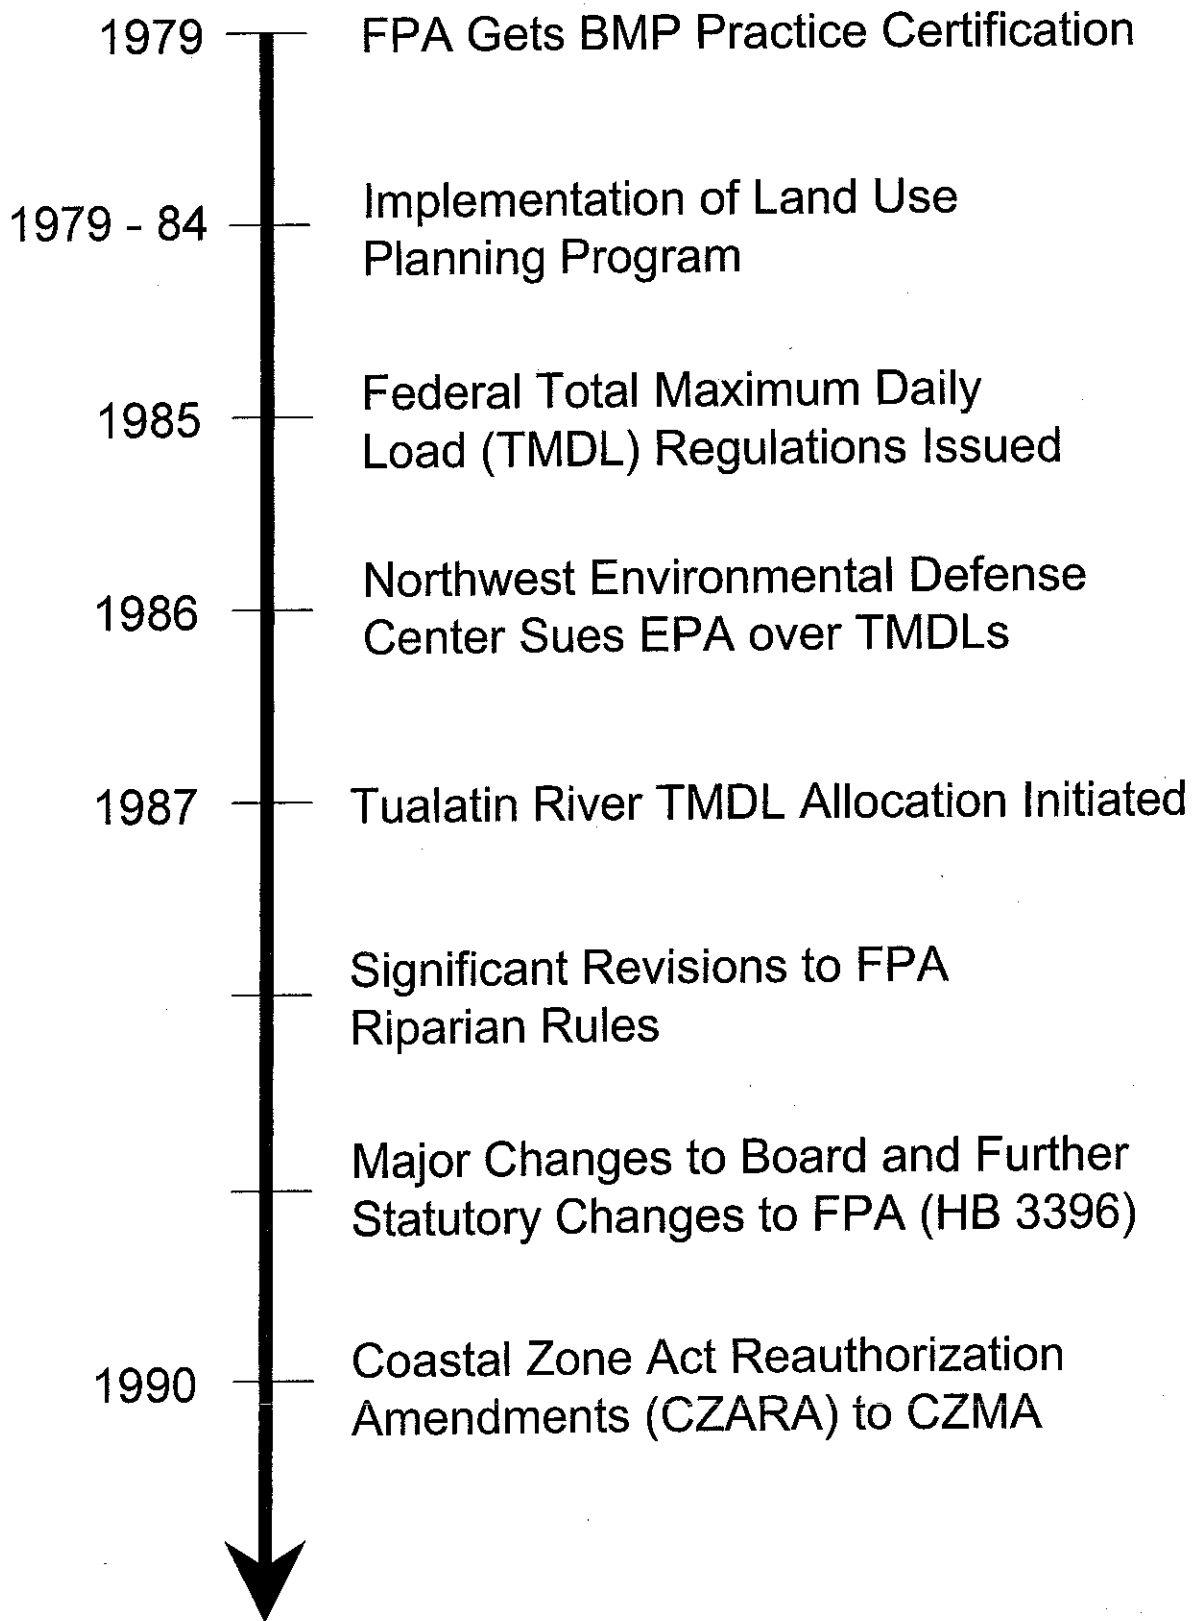 1979 FPA Gets BMP Practice Certification
1979 - 84 Implementation of Land Use
Planning Program
1985 Federal Total Maximum Daily
Load (TMDL) Regulations Issued
1986 Northwest Environmental Defense
Center Sues EPA over TMDLs
1987 Tualatin River TMDL Allocation Initiated
Significant Revisions to FPA
Riparian Rules
Major Changes to Board and Further
Statutory Changes to FPA (HB 3396)
1990 Coastal Zone Act Reauthorization
Amendments (CZARA) to CZMA